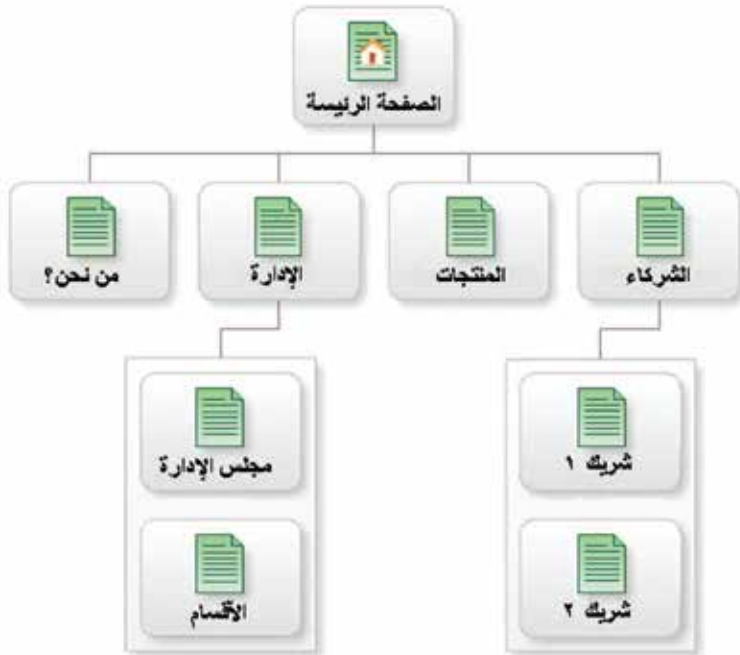 الصفحة الرئيسة
الشركاء
المنتجات
الإدارة
من نحن؟
شريك ١
شريك ٢
مجلس الإدارة
الأقسام